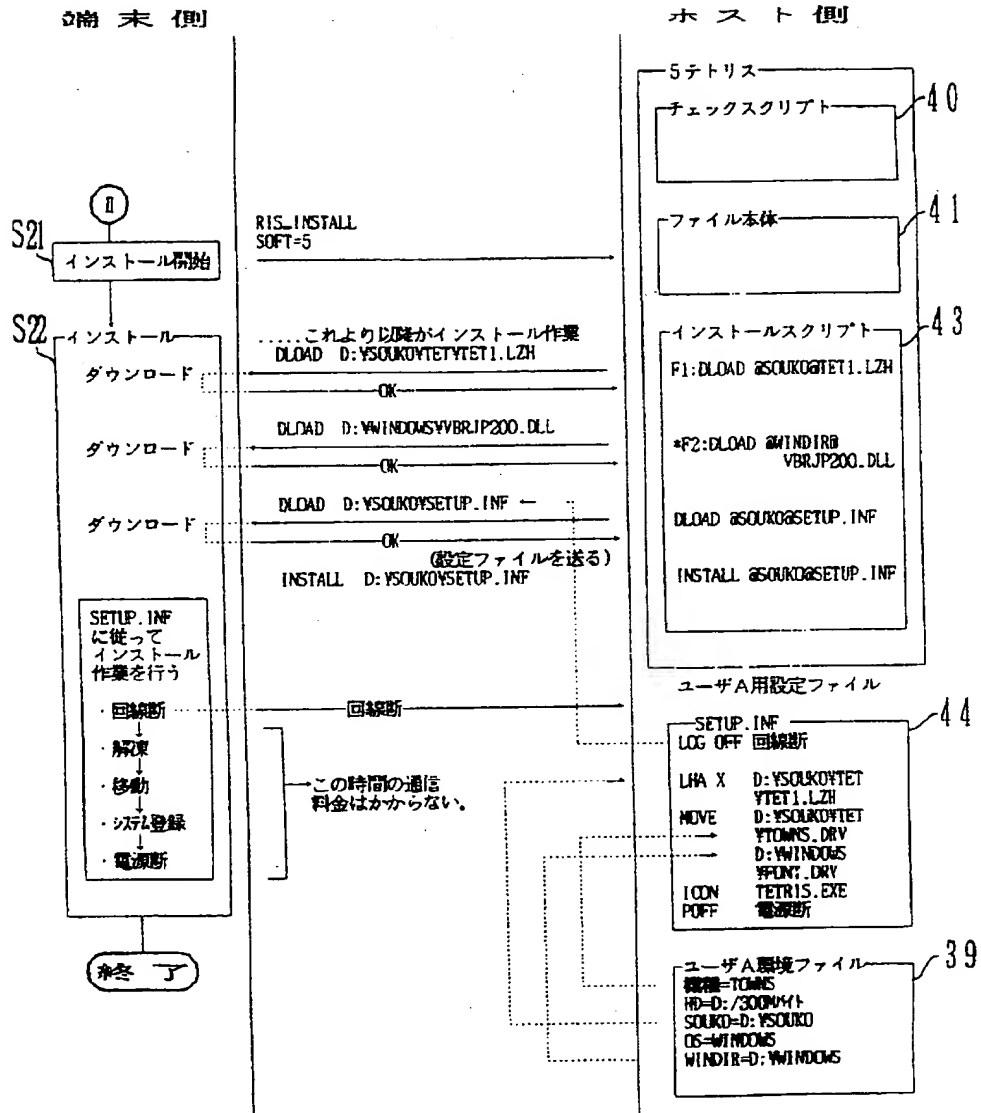 端末側
ホスト側
5テトリス
チェックスクリプト
40
ファイル本体
41
II
S21
インストール開始
RIS_INSTALL
SOFT=5
S22
インストール
.....これより以降がインストール作業
DLOAD D:¥SOUKO¥TET¥TET1.LZH
ダウンロード
OK
DLOAD D:¥WINDOWS¥VBRJP200.DLL
ダウンロード
OK
DLOAD D:¥SOUKO¥SETUP.INF ←
ダウンロード
OK
(設定ファイルを送る)
INSTALL D:¥SOUKO¥SETUP.INF
インストールスクリプト
43
F1:DLOAD @SOUKO@TET1.LZH
*F2:DLOAD @WINDIR@
VBRJP200.DLL
DLOAD @SOUKO@SETUP.INF
INSTALL @SOUKO@SETUP.INF
SETUP.INF
に従って
インストール
作業を行う
・回線断
・解凍
・移動
・システム登録
・電源断
回線断
この時間の通信
料金はかからない。
終了
ユーザA用設定ファイル
SETUP.INF
44
LOG OFF 回線断
LHA X D:¥SOUKO¥TET
¥TET1.LZH
MOVE D:¥SOUKO¥TET
¥TOWNS.DRV
D:¥WINDOWS
¥FONT.DRV
ICON TETRIS.EXE
POFF 電源断
ユーザA環境ファイル
39
機種=TOWNS
HD=D:/300Mバイト
SOUKO=D:¥SOUKO
OS=WINDOWS
WINDIR=D:¥WINDOWS